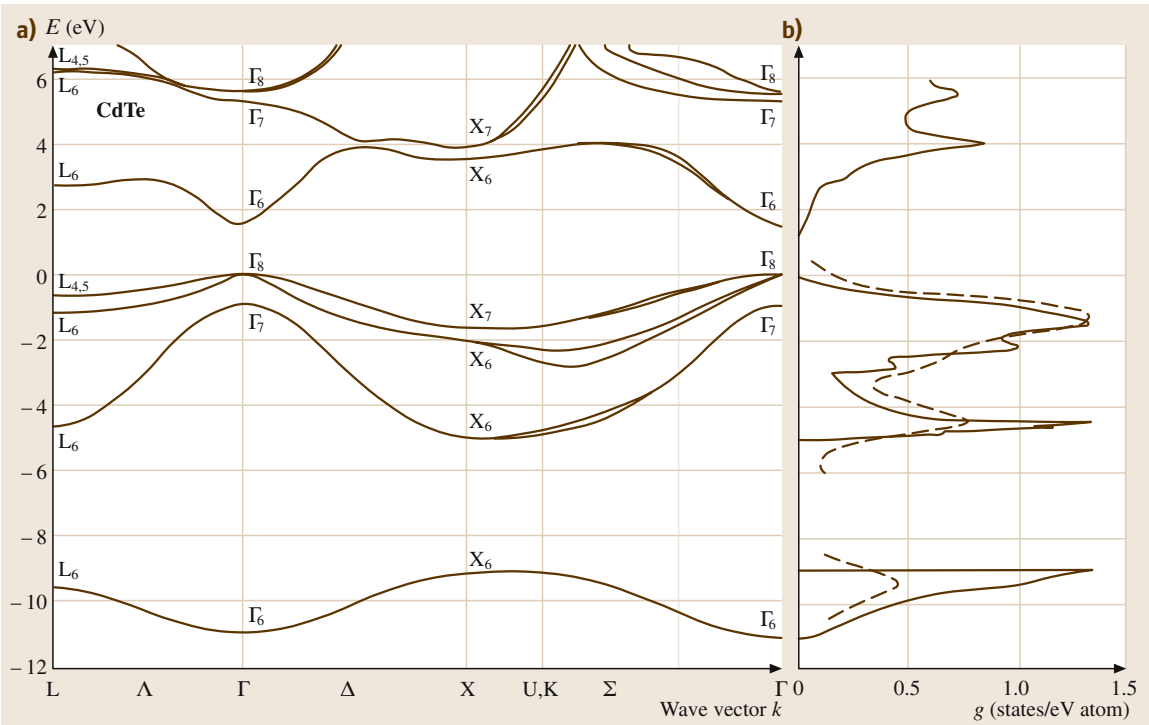 a) E (eV)
b)
L4,5
L6
CdTe
Γ8
Γ7
X7
X6
Γ8
Γ7
L6
Γ6
Γ6
L4,5
L6
Γ8
Γ7
X7
X6
Γ8
Γ7
L6
X6
L6
Γ6
X6
Γ6
6
4
2
0
– 2
– 4
– 6
– 8
– 10
– 12
L Λ Γ Δ X U,K Σ Γ
Wave vector k
0 0.5 1.0 1.5
g (states/eV atom)